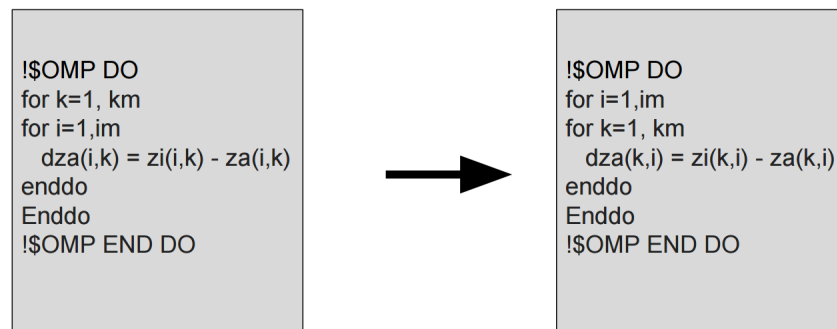 !$OMP DO
for k=1, km
for i=1,im
dza(i,k) = zi(i,k) - za(i,k)
enddo
Enddo
!$OMP END DO
!$OMP DO
for i=1,im
for k=1, km
dza(k,i) = zi(k,i) - za(k,i)
enddo
Enddo
!$OMP END DO